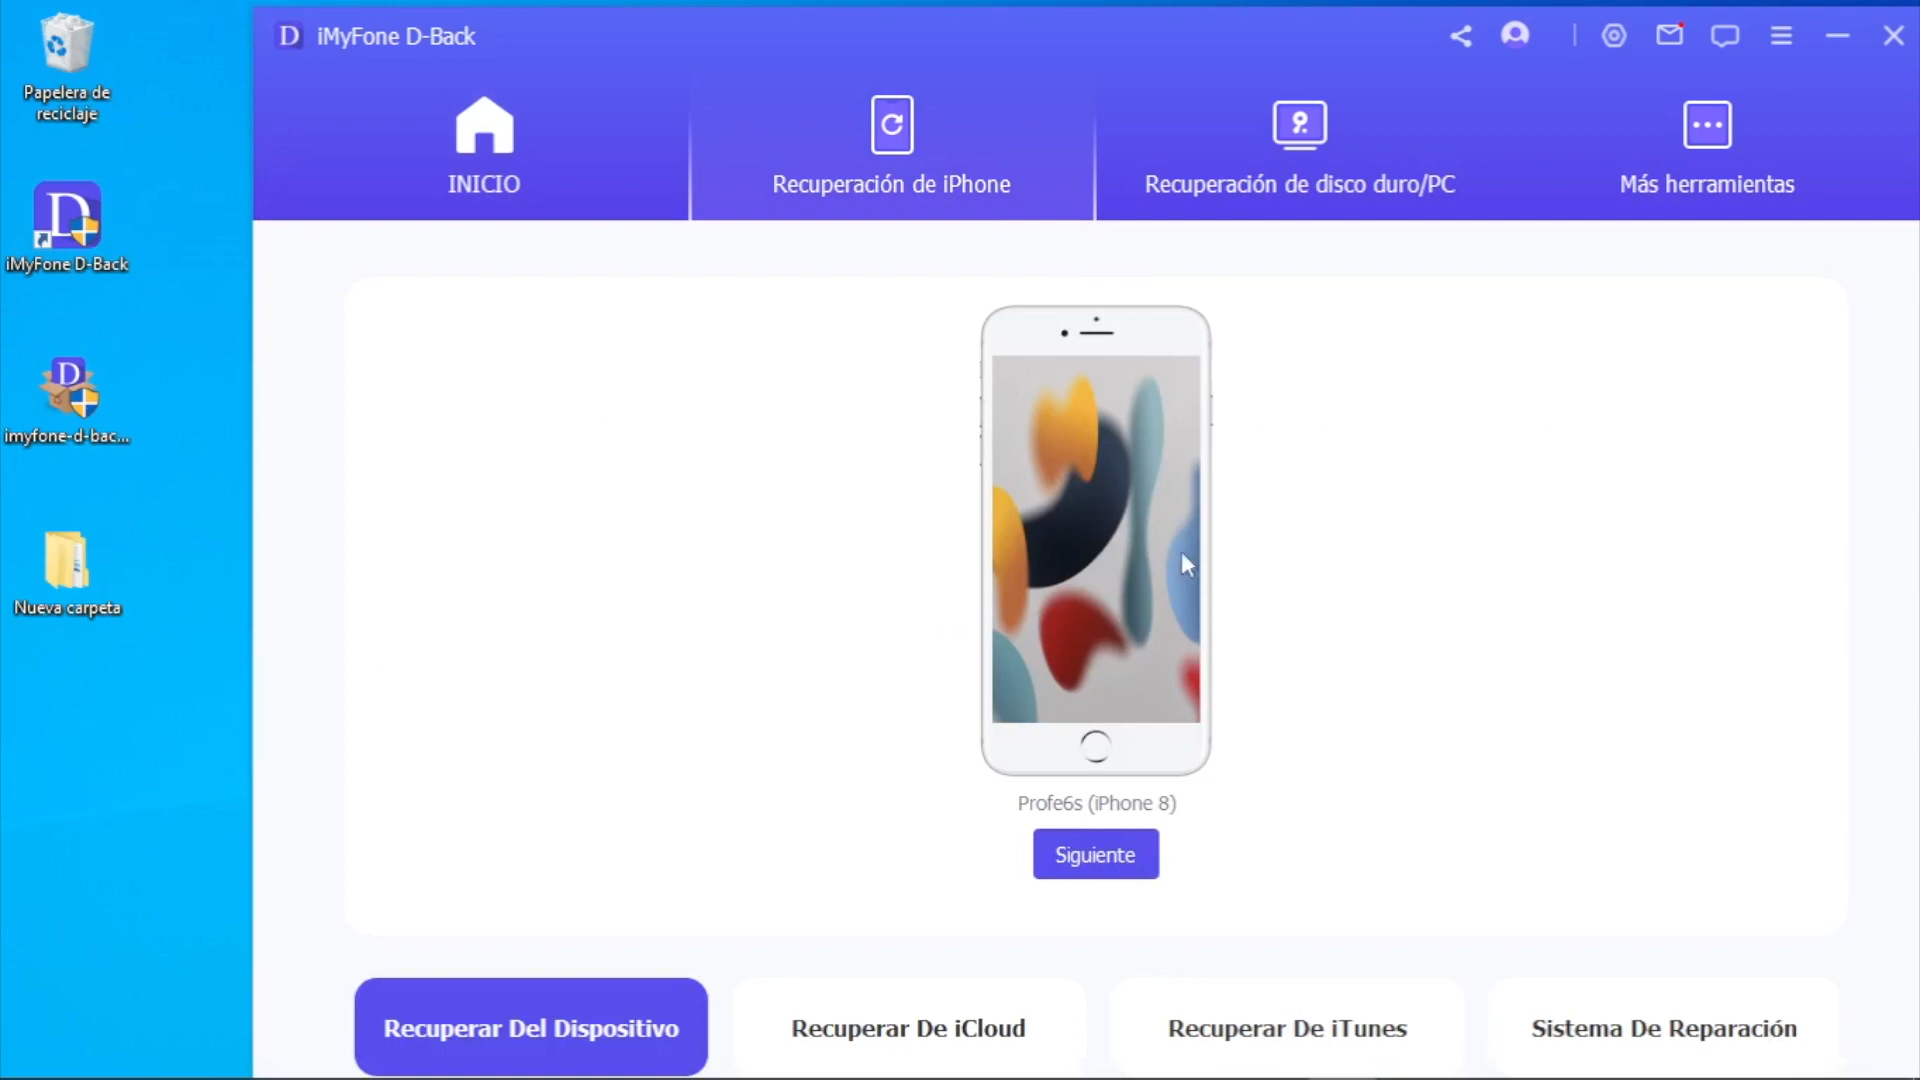 Papelera de
reciclaje
iMyFone D-Back
imyfone-d-bac...
Nueva carpeta
D iMyFone D-Back
INICIO
Recuperación de iPhone
Recuperación de disco duro/PC
Más herramientas
Profe6s (iPhone 8)
Siguiente
Recuperar Del Dispositivo
Recuperar De iCloud
Recuperar De iTunes
Sistema De Reparación